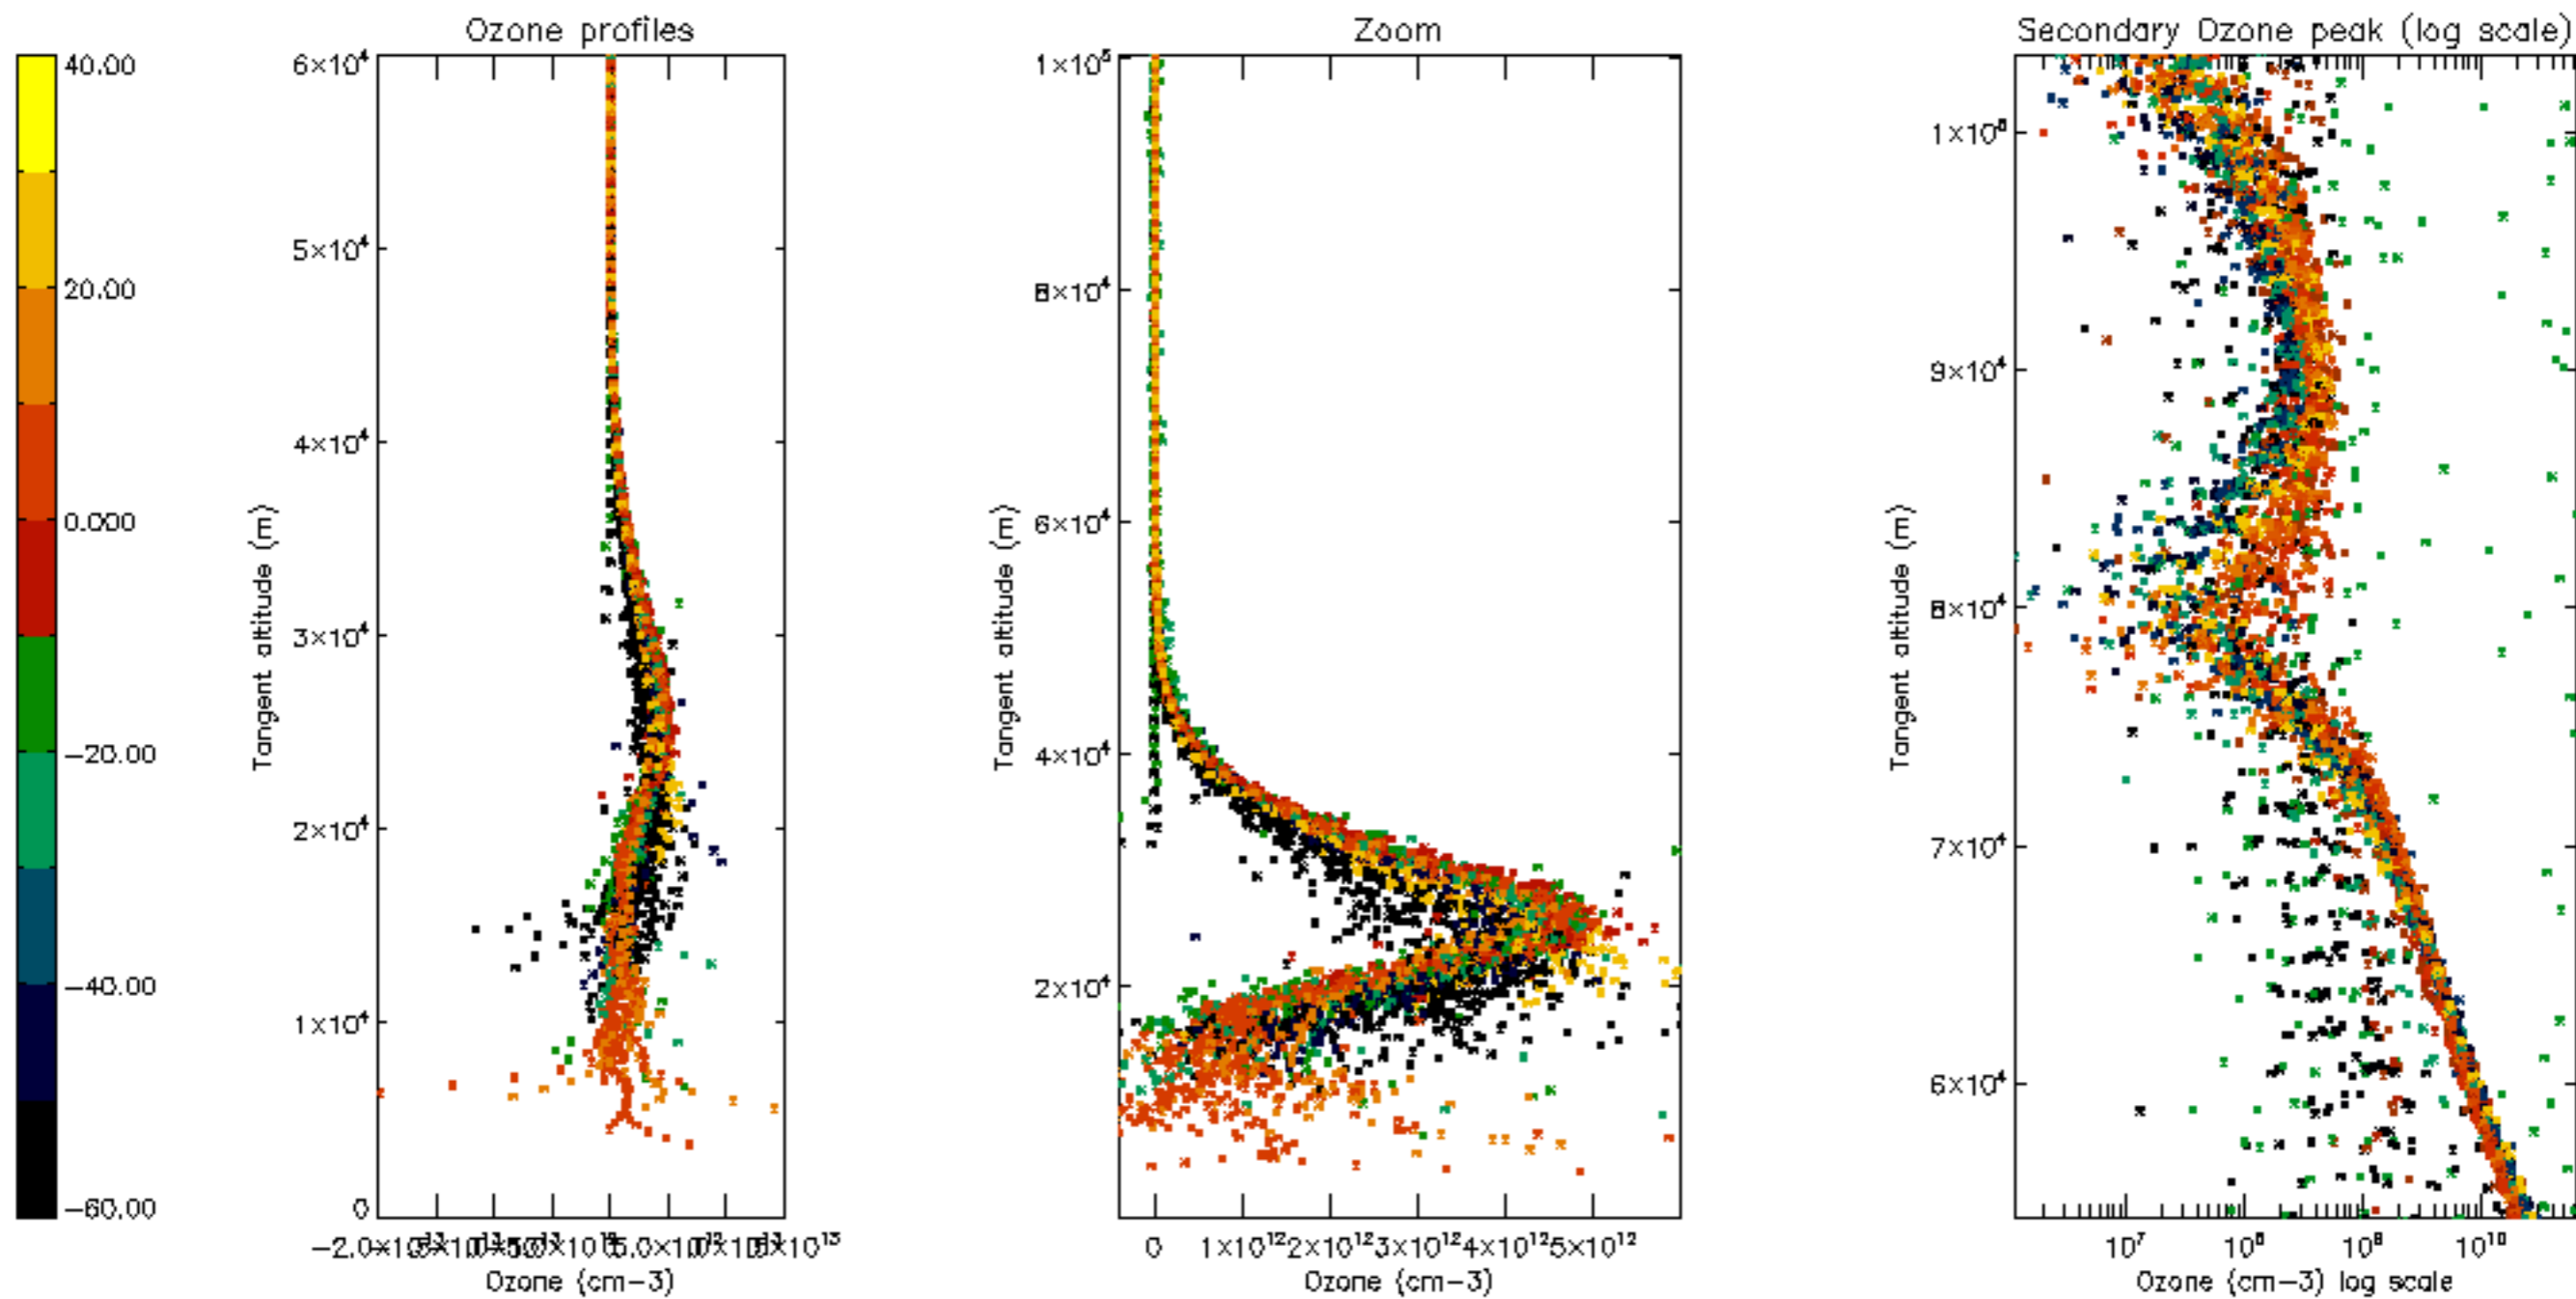 Ozone profiles
Zoom
Secondary Ozone peak (log scale)
40.00
20.00
0.000
−20.00
−40.00
−60.00
6×10⁴
5×10⁴
4×10⁴
3×10⁴
2×10⁴
1×10⁴
0
Tangent altitude (m)
Ozone (cm−3)
1×10⁵
8×10⁴
6×10⁴
4×10⁴
2×10⁴
Tangent altitude (m)
0 1×10¹² 2×10¹² 3×10¹² 4×10¹² 5×10¹²
Ozone (cm−3)
9×10⁴
8×10⁴
7×10⁴
6×10⁴
Tangent altitude (m)
10⁷ 10⁸ 10⁹ 10¹⁰
Ozone (cm−3) log scale